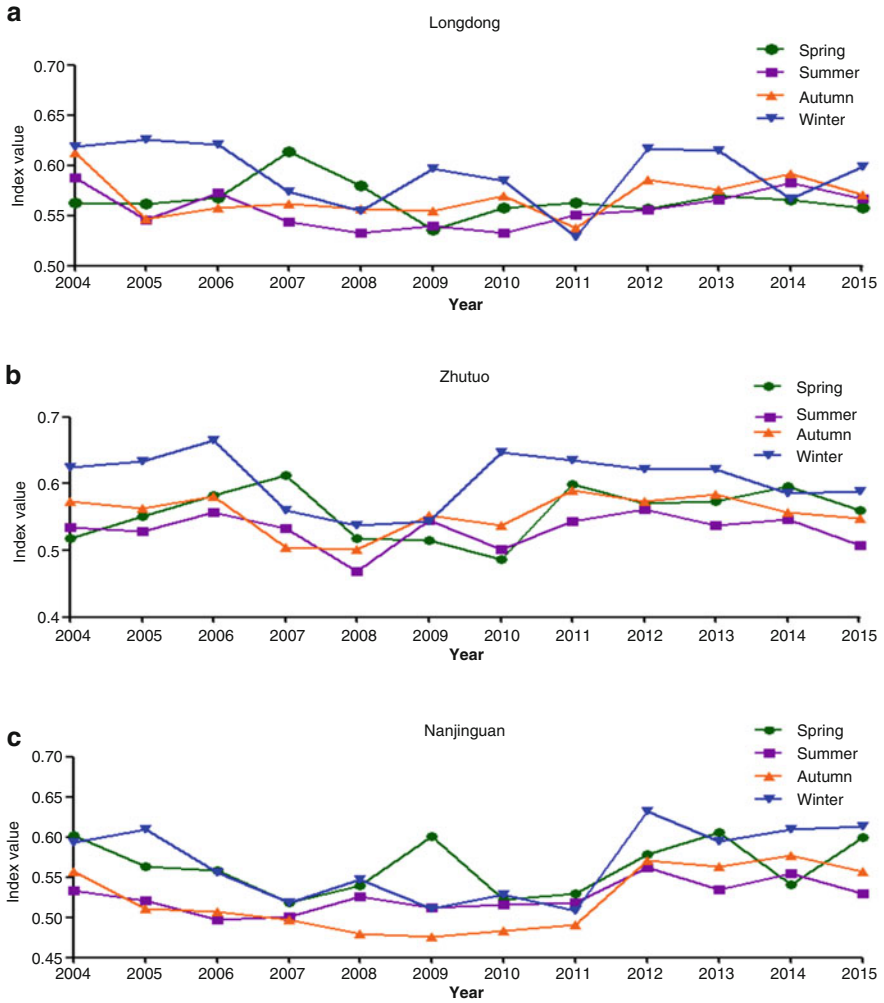 a
Longdong
Spring
Summer
Autumn
Winter
0.70
0.65
0.60
0.55
0.50
Index value
2004 2005 2006 2007 2008 2009 2010 2011 2012 2013 2014 2015
Year
b
Zhutuo
Spring
Summer
Autumn
Winter
0.7
0.6
0.5
0.4
Index value
2004 2005 2006 2007 2008 2009 2010 2011 2012 2013 2014 2015
Year
c
Nanjinguan
Spring
Summer
Autumn
Winter
0.70
0.65
0.60
0.55
0.50
0.45
Index value
2004 2005 2006 2007 2008 2009 2010 2011 2012 2013 2014 2015
Year